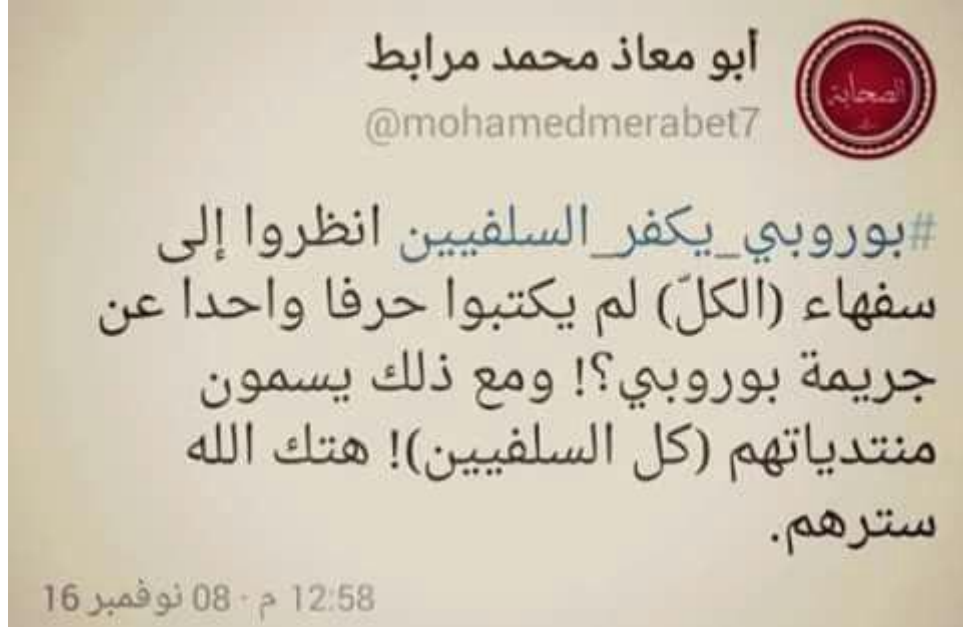 أبو معاذ محمد مرابط
@mohamedmerabet7
الصحابة
#بوروبي_يكفر_السلفيين انظروا إلى
سفهاء (الكلّ) لم يكتبوا حرفا واحدا عن
جريمة بوروبي؟! ومع ذلك يسمون
منتدياتهم (كل السلفيين)! هتك الله
سترهم.
12:58 م · 08 نوفمبر 16